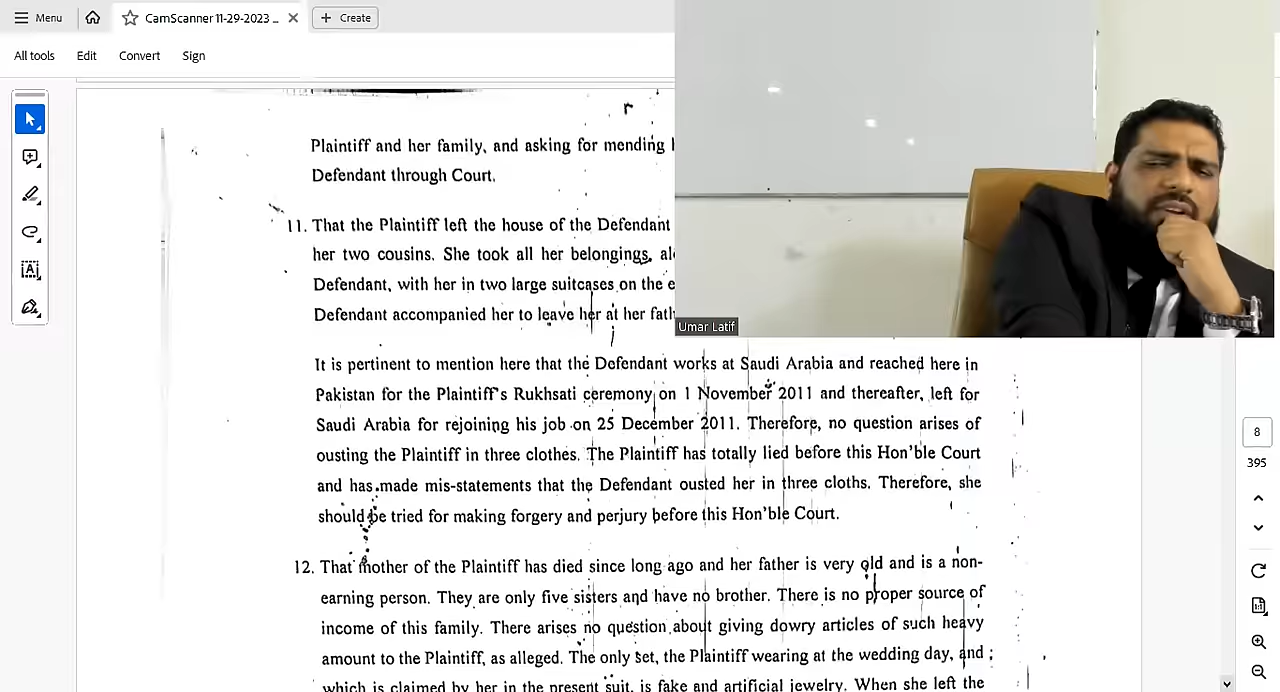 Menu
CamScanner 11-29-2023 ...
Create
All tools
Edit
Convert
Sign
Plaintiff and her family, and asking for mending
Defendant through Court.
11. That the Plaintiff left the house of the Defendant
her two cousins. She took all her belongings,
Defendant, with her in two large suitcases on the
Defendant accompanied her to leave her at her
Umar Latif
It is pertinent to mention here that the Defendant works at Saudi Arabia and reached here in
Pakistan for the Plaintiff's Rukhsati ceremony on 1 November 2011 and thereafter, left for
Saudi Arabia for rejoining his job on 25 December 2011. Therefore, no question arises of
ousting the Plaintiff in three clothes. The Plaintiff has totally lied before this Hon'ble Court
and has made mis-statements that the Defendant ousted her in three cloths. Therefore, she
should be tried for making forgery and perjury before this Hon'ble Court.
12. That mother of the Plaintiff has died since long ago and her father is very old and is a non-
earning person. They are only five sisters and have no brother. There is no proper source of
income of this family. There arises no question about giving dowry articles of such heavy
amount to the Plaintiff, as alleged. The only set, the Plaintiff wearing at the wedding day, and
which is claimed by her in the present suit, is fake and artificial jewelry. When she left the
8
395